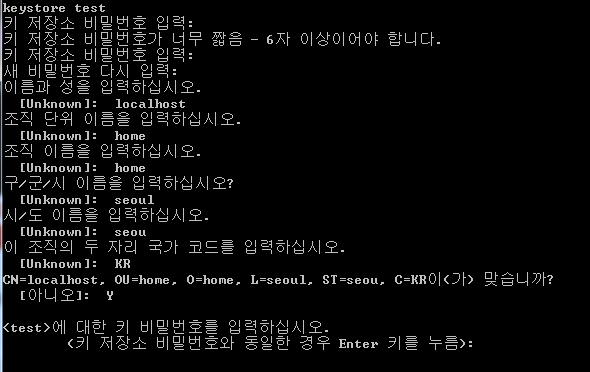 keystore test
키 저장소 비밀번호 입력:
키 저장소 비밀번호가 너무 짧음 - 6자 이상이어야 합니다.
키 저장소 비밀번호 입력:
새 비밀번호 다시 입력:
이름과 성을 입력하십시오.
[Unknown]: localhost
조직 단위 이름을 입력하십시오.
[Unknown]: home
조직 이름을 입력하십시오.
[Unknown]: home
구/군/시 이름을 입력하십시오?
[Unknown]: seoul
시/도 이름을 입력하십시오.
[Unknown]: seou
이 조직의 두 자리 국가 코드를 입력하십시오.
[Unknown]: KR
CN=localhost, OU=home, O=home, L=seoul, ST=seou, C=KR이(가) 맞습니까?
[아니오]: Y
<test>에 대한 키 비밀번호를 입력하십시오.
(키 저장소 비밀번호와 동일한 경우 Enter 키를 누름):